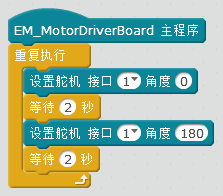 EM_MotorDriverBoard 主程序
重复执行
设置舵机 接口 1 角度 0
等待 2 秒
设置舵机 接口 1 角度 180
等待 2 秒